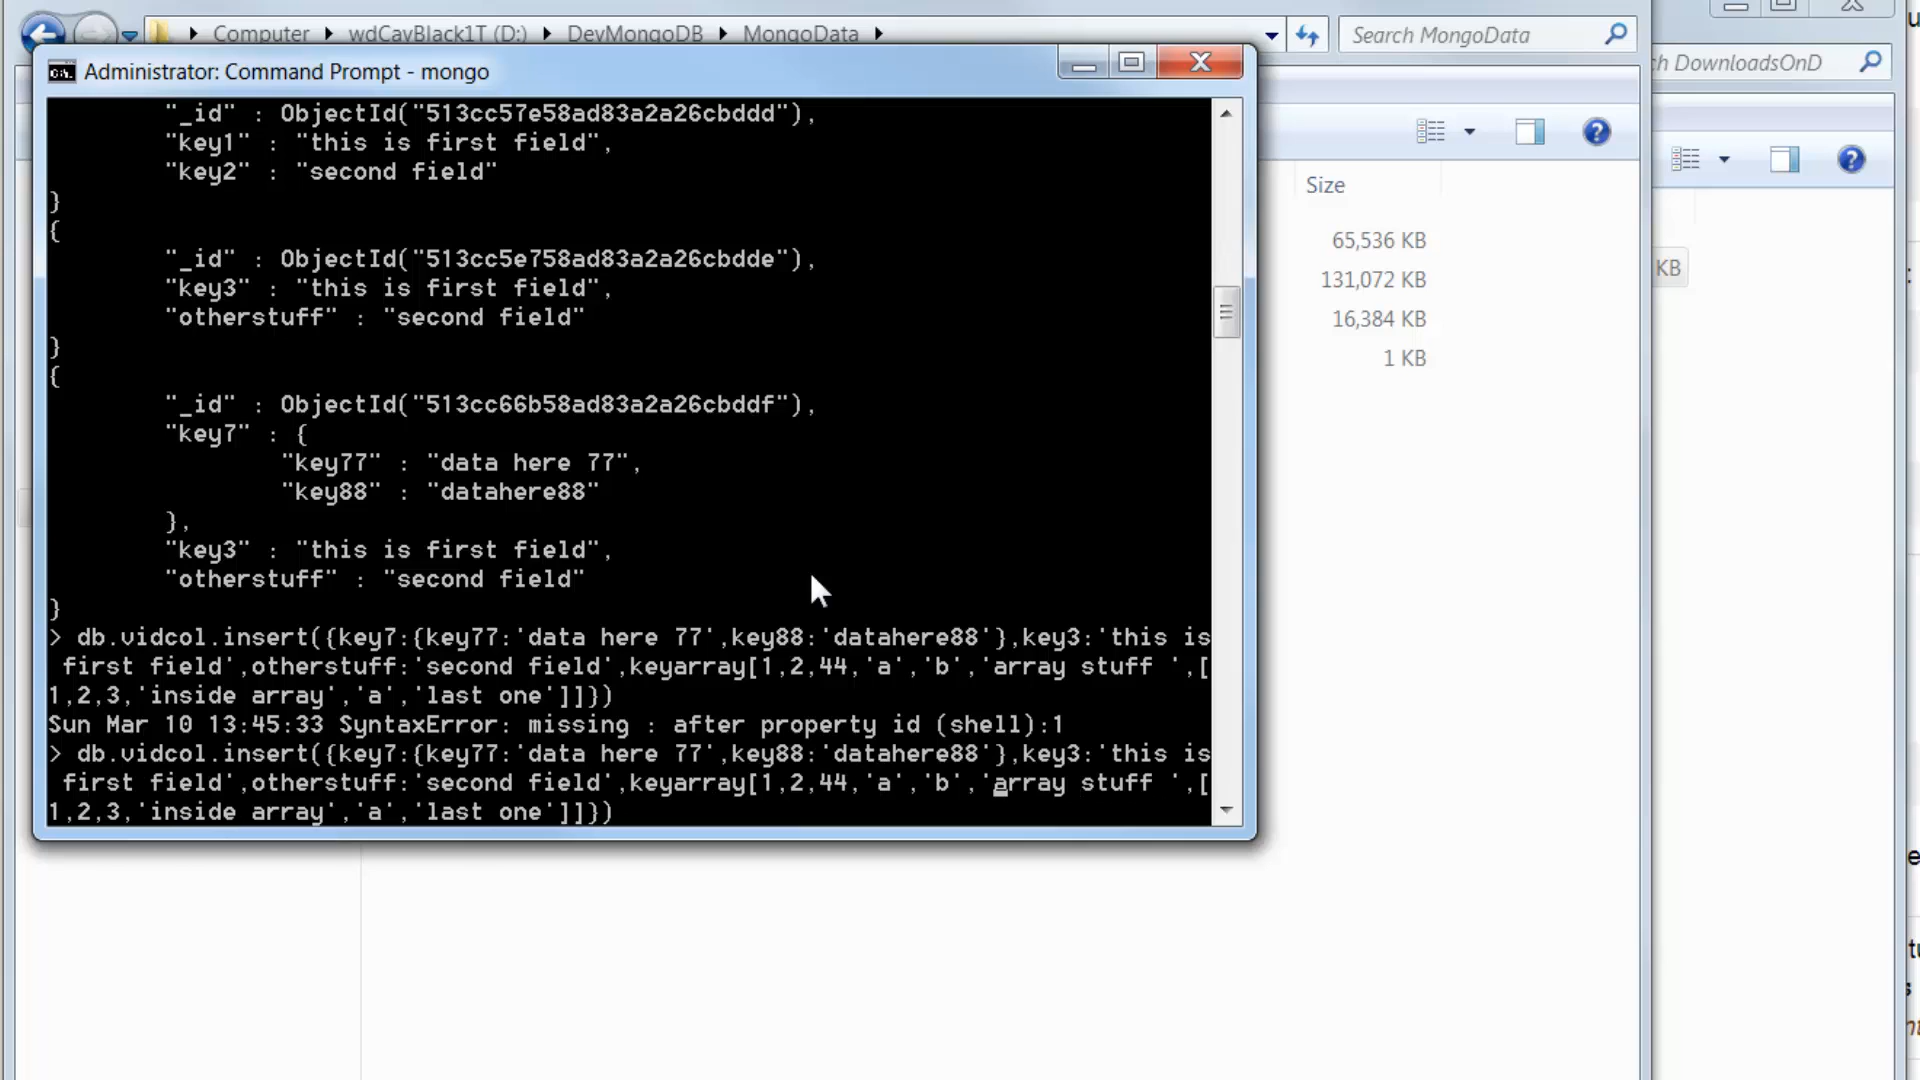 Computer wdCavBlack1T (D:) DevMongoDB MongoData
Search MongoData
DownloadsOnD
Administrator: Command Prompt - mongo
Size
65,536 KB
131,072 KB
16,384 KB
1 KB
KB
"_id" : ObjectId("513cc57e58ad83a2a26cbddd"),
"key1" : "this is first field",
"key2" : "second field"
}
{
"_id" : ObjectId("513cc5e758ad83a2a26cbdde"),
"key3" : "this is first field",
"otherstuff" : "second field"
}
{
"_id" : ObjectId("513cc66b58ad83a2a26cbddf"),
"key7" : {
"key77" : "data here 77",
"key88" : "datahere88"
},
"key3" : "this is first field",
"otherstuff" : "second field"
}
> db.vidcol.insert({key7:{key77:'data here 77',key88:'datahere88'},key3:'this is
first field',otherstuff:'second field',keyarray[1,2,44,'a','b','array stuff ',[
1,2,3,'inside array','a','last one']]})
Sun Mar 10 13:45:33 SyntaxError: missing : after property id (shell):1
> db.vidcol.insert({key7:{key77:'data here 77',key88:'datahere88'},key3:'this is
first field',otherstuff:'second field',keyarray[1,2,44,'a','b','array stuff ',[
1,2,3,'inside array','a','last one']]})